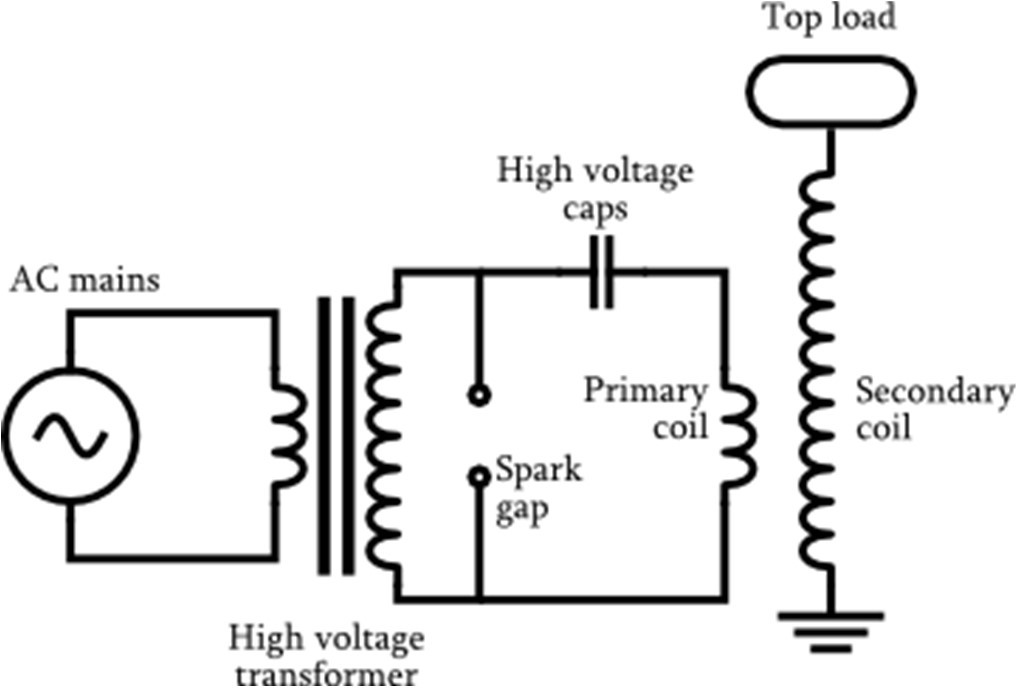 Top load
High voltage
caps
AC mains
Primary
coil
Secondary
coil
Spark
gap
High voltage
transformer